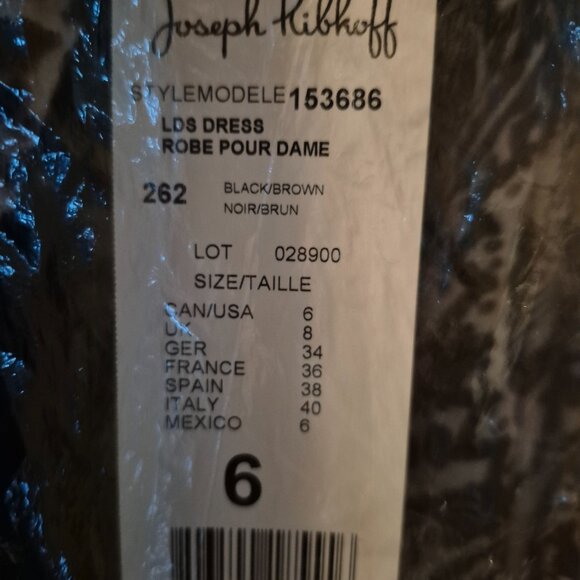 Joseph Ribkoff
STYLEMODELE 153686
LDS DRESS
ROBE POUR DAME
262 BLACK/BROWN
NOIR/BRUN
LOT 028900
SIZE/TAILLE
CAN/USA 6
UK 8
GER 34
FRANCE 36
SPAIN 38
ITALY 40
MEXICO 6
6